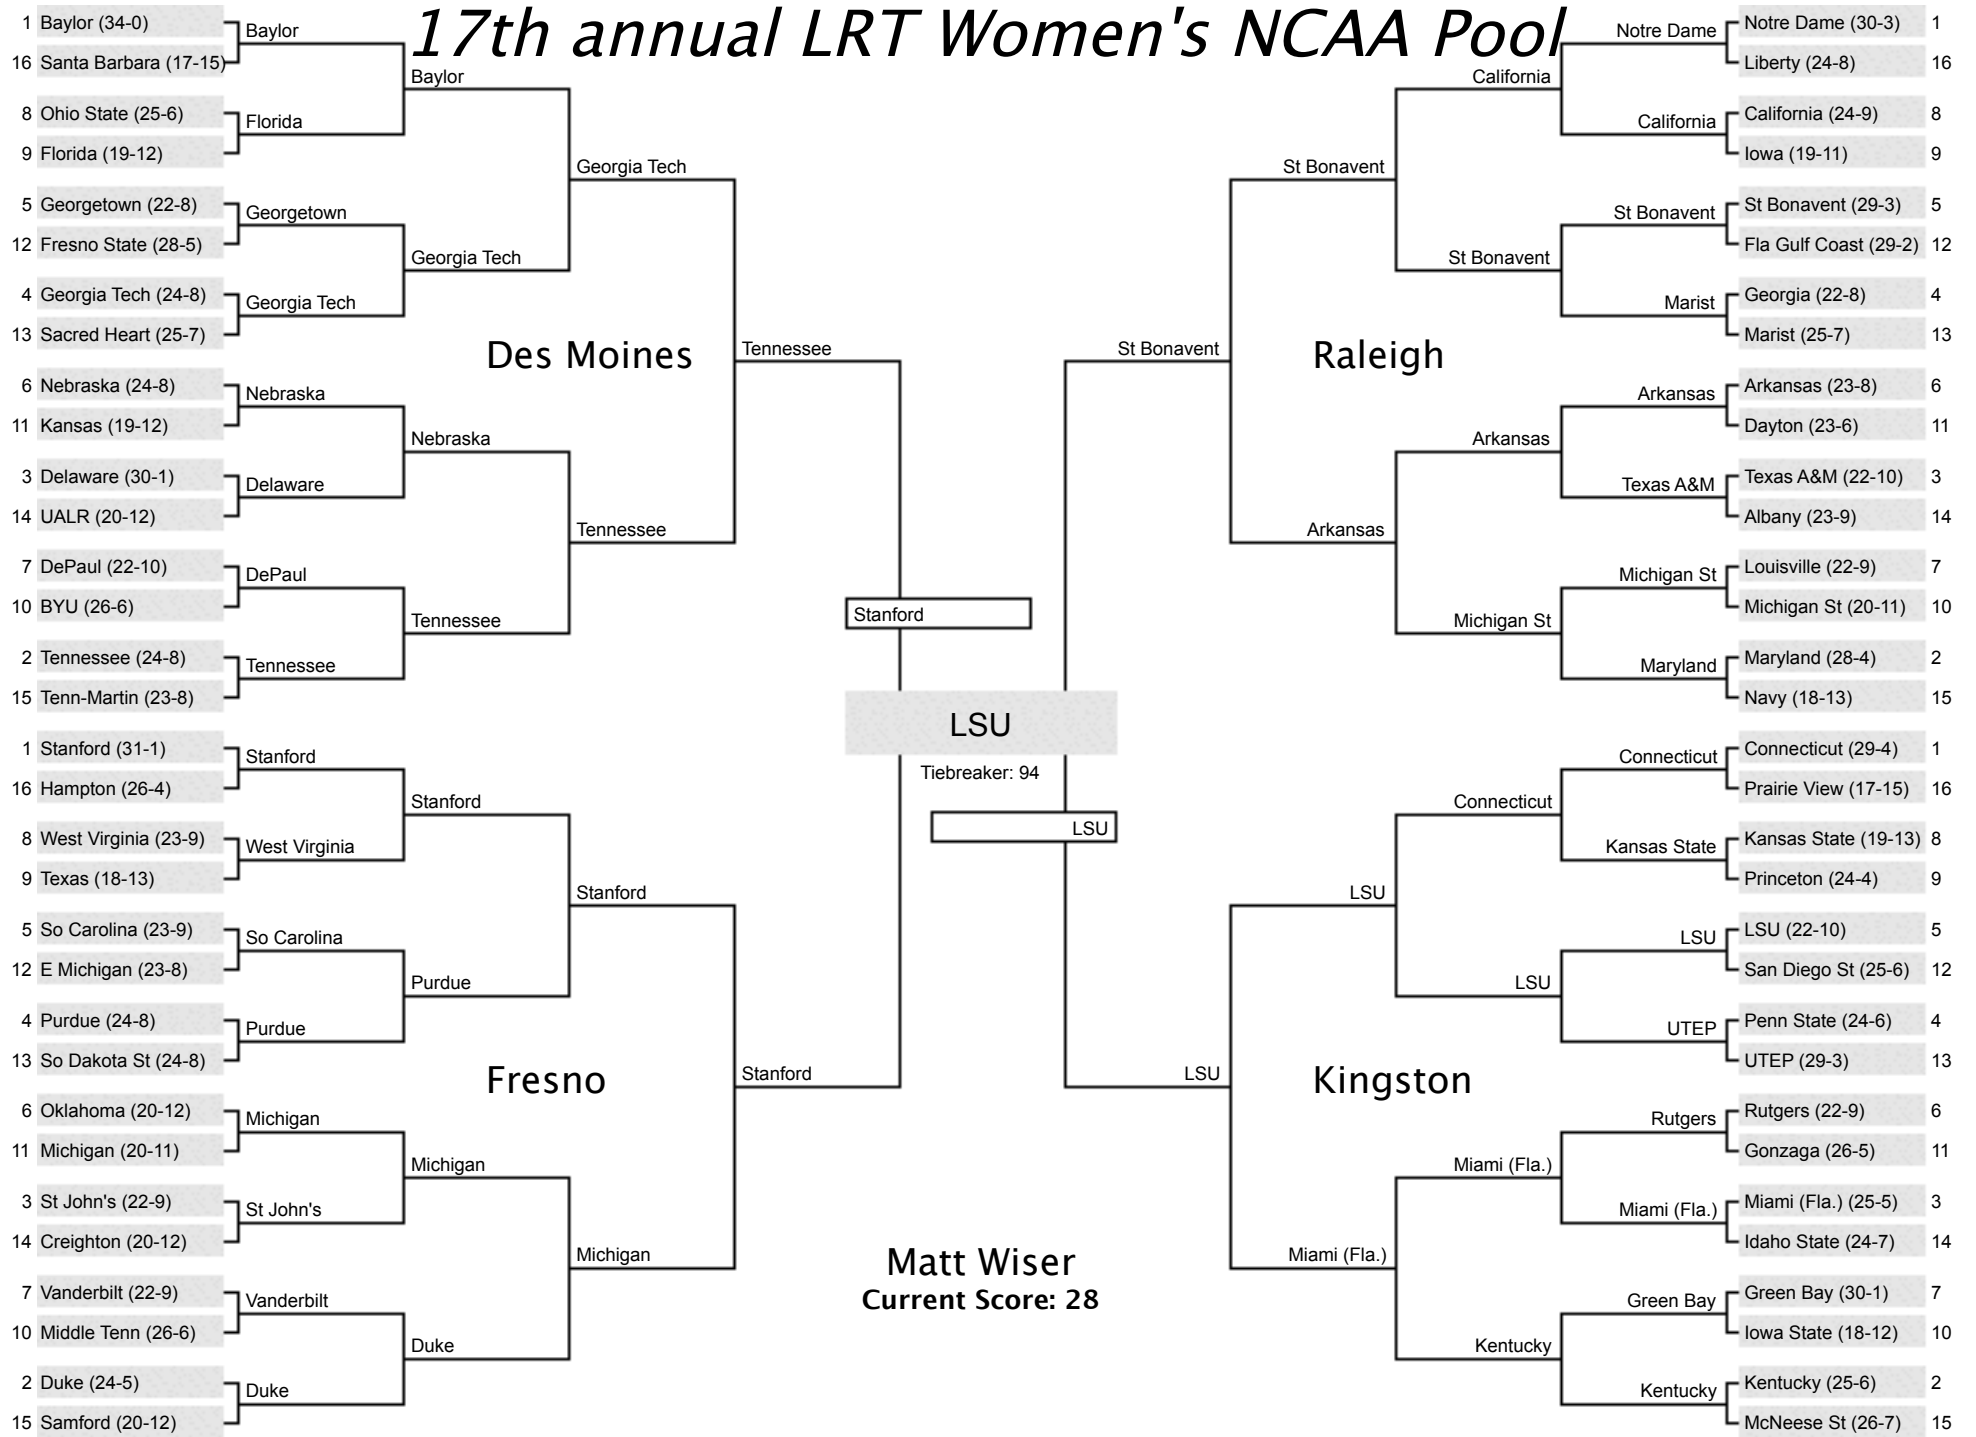 17th annual LRT Women's NCAA Pool
1 Baylor (34-0)
16 Santa Barbara (17-15)
8 Ohio State (25-6)
9 Florida (19-12)
5 Georgetown (22-8)
12 Fresno State (28-5)
4 Georgia Tech (24-8)
13 Sacred Heart (25-7)
6 Nebraska (24-8)
11 Kansas (19-12)
3 Delaware (30-1)
14 UALR (20-12)
7 DePaul (22-10)
10 BYU (26-6)
2 Tennessee (24-8)
15 Tenn-Martin (23-8)
Baylor
Florida
Georgetown
Georgia Tech
Nebraska
Delaware
DePaul
Tennessee
Baylor
Georgia Tech
Nebraska
Tennessee
Georgia Tech
Tennessee
Des Moines
Tennessee
1 Stanford (31-1)
16 Hampton (26-4)
8 West Virginia (23-9)
9 Texas (18-13)
5 So Carolina (23-9)
12 E Michigan (23-8)
4 Purdue (24-8)
13 So Dakota St (24-8)
6 Oklahoma (20-12)
11 Michigan (20-11)
3 St John's (22-9)
14 Creighton (20-12)
7 Vanderbilt (22-9)
10 Middle Tenn (26-6)
2 Duke (24-5)
15 Samford (20-12)
Stanford
West Virginia
So Carolina
Purdue
Michigan
St John's
Vanderbilt
Duke
Stanford
Purdue
Michigan
Duke
Stanford
Michigan
Fresno
Stanford
Stanford
LSU
Tiebreaker: 94
LSU
Matt Wiser
Current Score: 28
Notre Dame (30-3) 1
Liberty (24-8) 16
California (24-9) 8
Iowa (19-11) 9
St Bonavent (29-3) 5
Fla Gulf Coast (29-2) 12
Georgia (22-8) 4
Marist (25-7) 13
Arkansas (23-8) 6
Dayton (23-6) 11
Texas A&M (22-10) 3
Albany (23-9) 14
Louisville (22-9) 7
Michigan St (20-11) 10
Maryland (28-4) 2
Navy (18-13) 15
Notre Dame
California
St Bonavent
Marist
Arkansas
Texas A&M
Michigan St
Maryland
California
St Bonavent
Arkansas
Michigan St
St Bonavent
Arkansas
Raleigh
St Bonavent
Connecticut (29-4) 1
Prairie View (17-15) 16
Kansas State (19-13) 8
Princeton (24-4) 9
LSU (22-10) 5
San Diego St (25-6) 12
Penn State (24-6) 4
UTEP (29-3) 13
Rutgers (22-9) 6
Gonzaga (26-5) 11
Miami (Fla.) (25-5) 3
Idaho State (24-7) 14
Green Bay (30-1) 7
Iowa State (18-12) 10
Kentucky (25-6) 2
McNeese St (26-7) 15
Connecticut
Kansas State
LSU
UTEP
Rutgers
Miami (Fla.)
Green Bay
Kentucky
Connecticut
LSU
Miami (Fla.)
Kentucky
LSU
Miami (Fla.)
Kingston
LSU